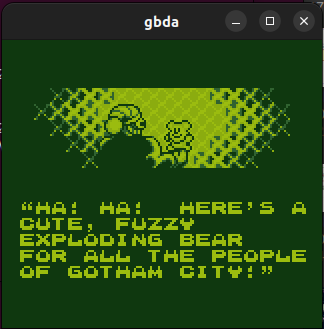 gbda
“HA! HA!  HERE’S A
CUTE, FUZZY
EXPLODING BEAR
FOR ALL THE PEOPLE
OF GOTHAM CITY!”